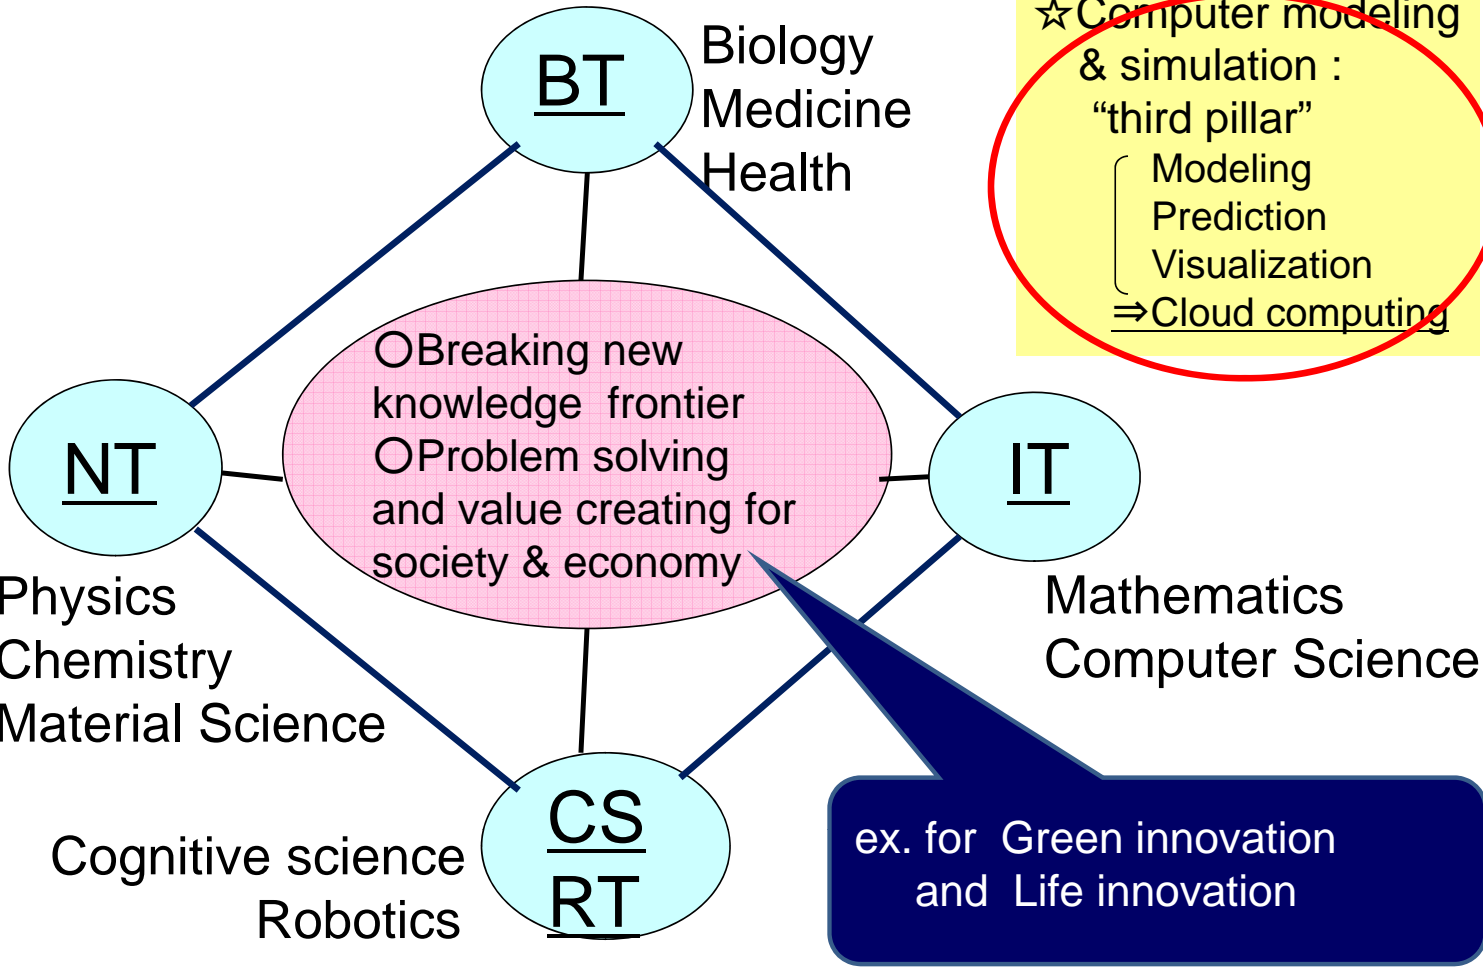 BT
Biology
Medicine
Health
☆Computer modeling
& simulation :
“third pillar”
Modeling
Prediction
Visualization
⇒Cloud computing
○Breaking new
knowledge frontier
○Problem solving
and value creating for
society & economy
NT
Physics
Chemistry
Material Science
IT
Mathematics
Computer Science
CS
RT
Cognitive science
Robotics
ex. for Green innovation
and Life innovation